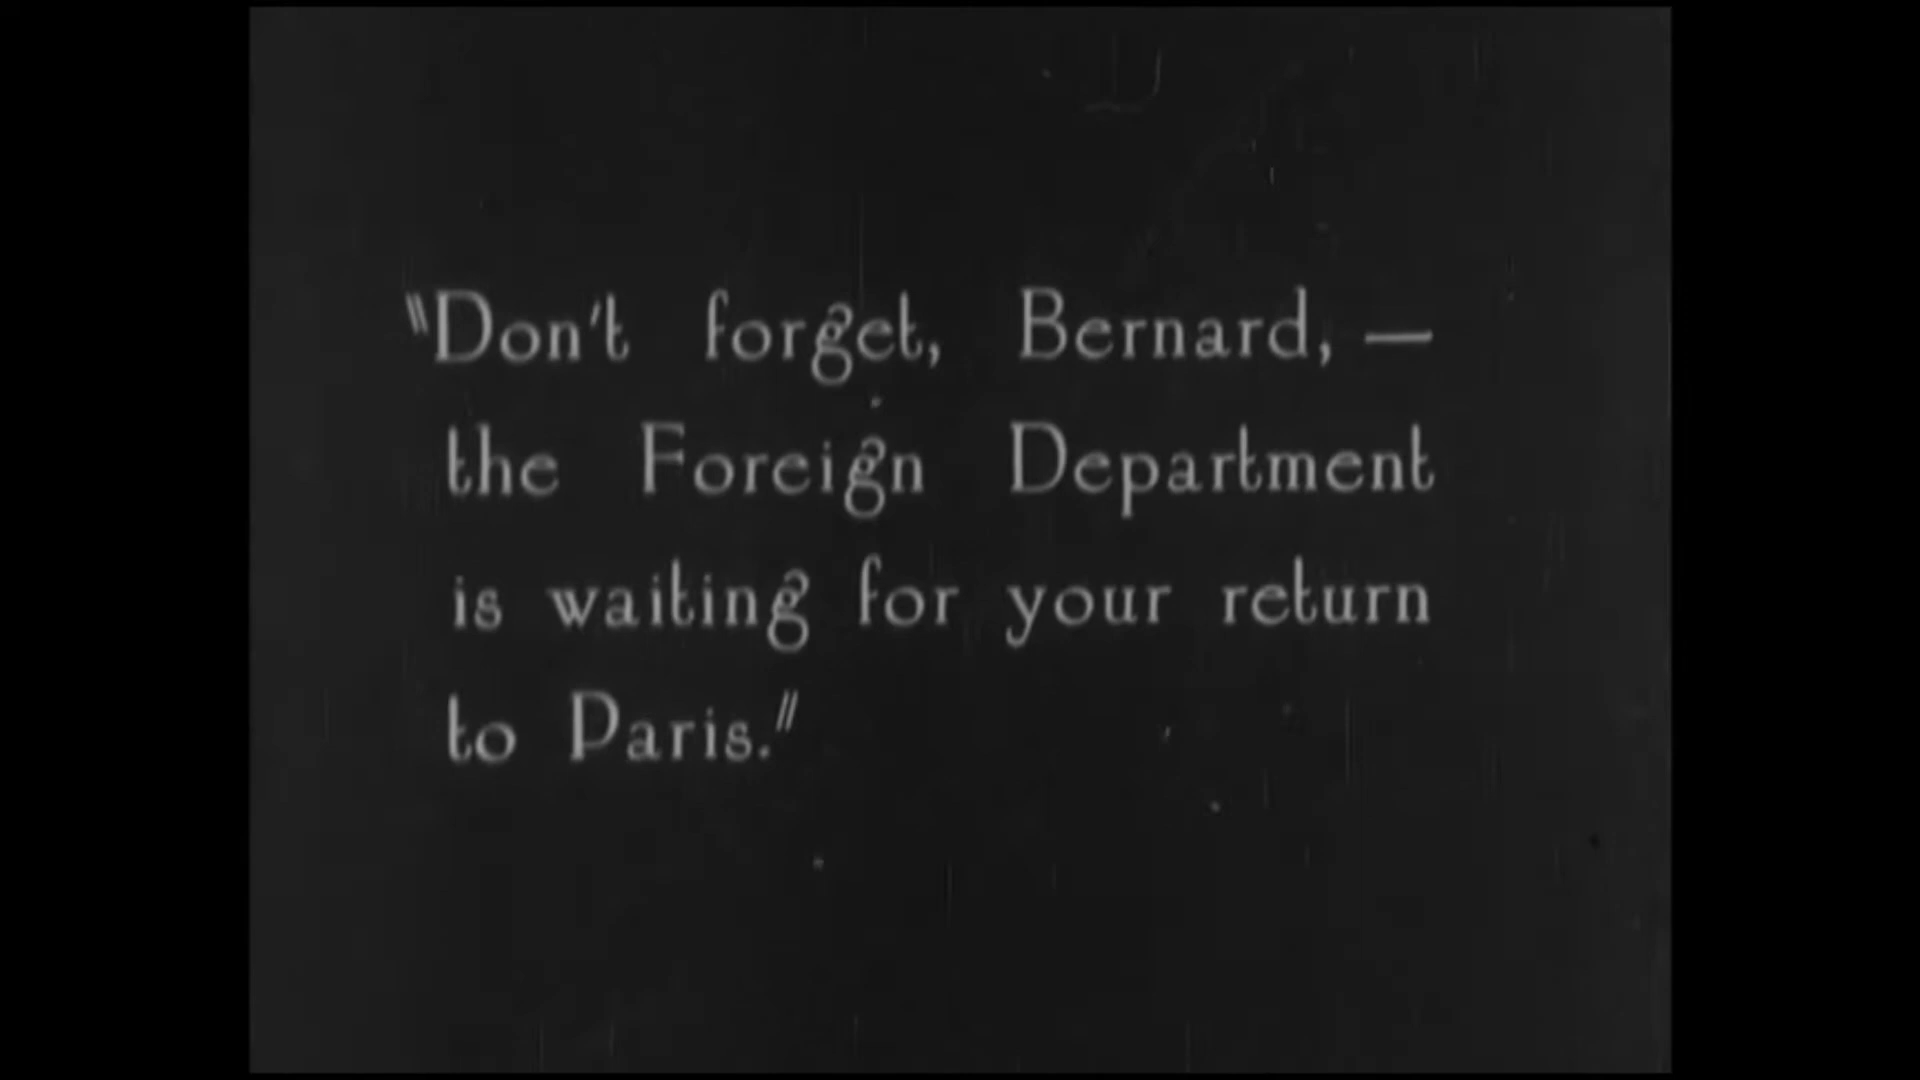 "Don't forget, Bernard, —
the Foreign Department
is waiting for your return
to Paris."